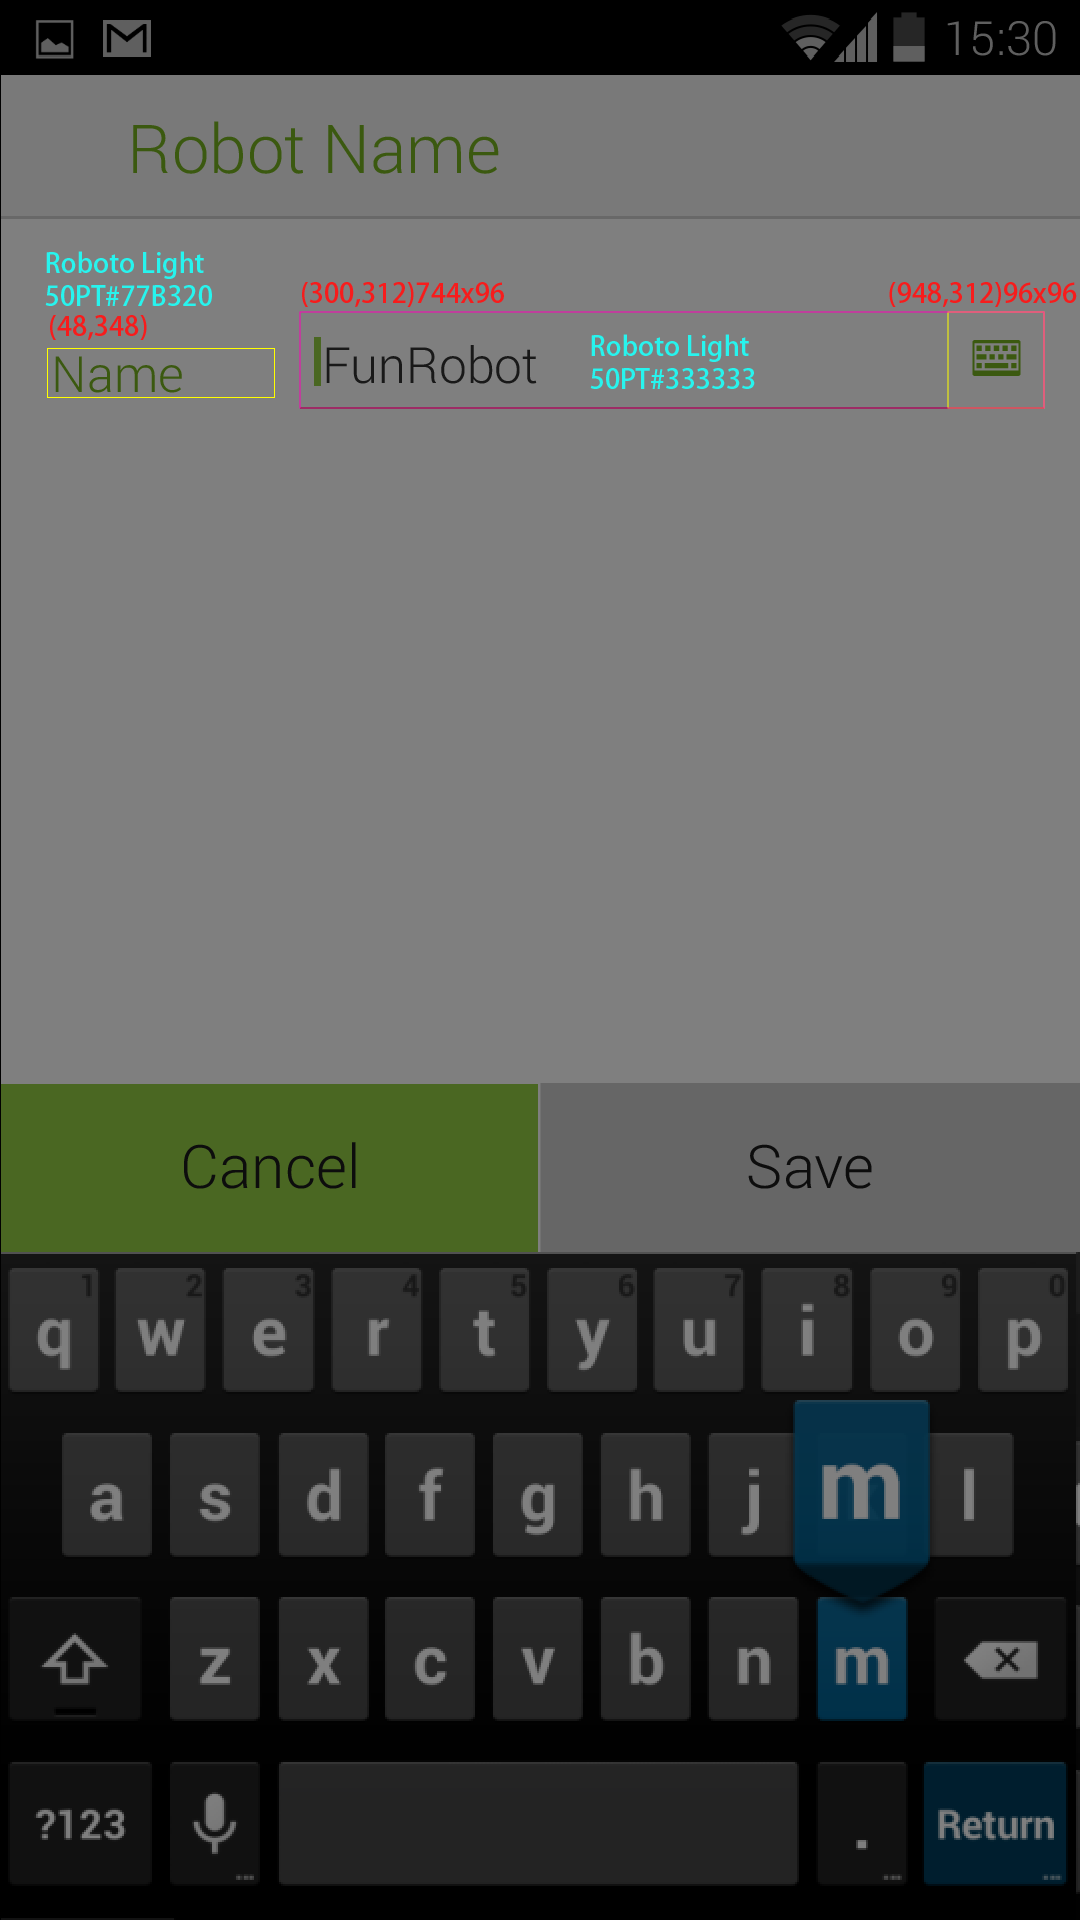 15:30
Robot Name
Roboto Light
50PT#77B320
(48,348)
(300,312)744x96
(948,312)96x96
Name
FunRobot
Roboto Light
50PT#333333
Cancel
Save
1 2 3 4 5 6 7 8 9 0
q w e r t y u i o p
a s d f g h j m l
z x c v b n m
?123 . Return